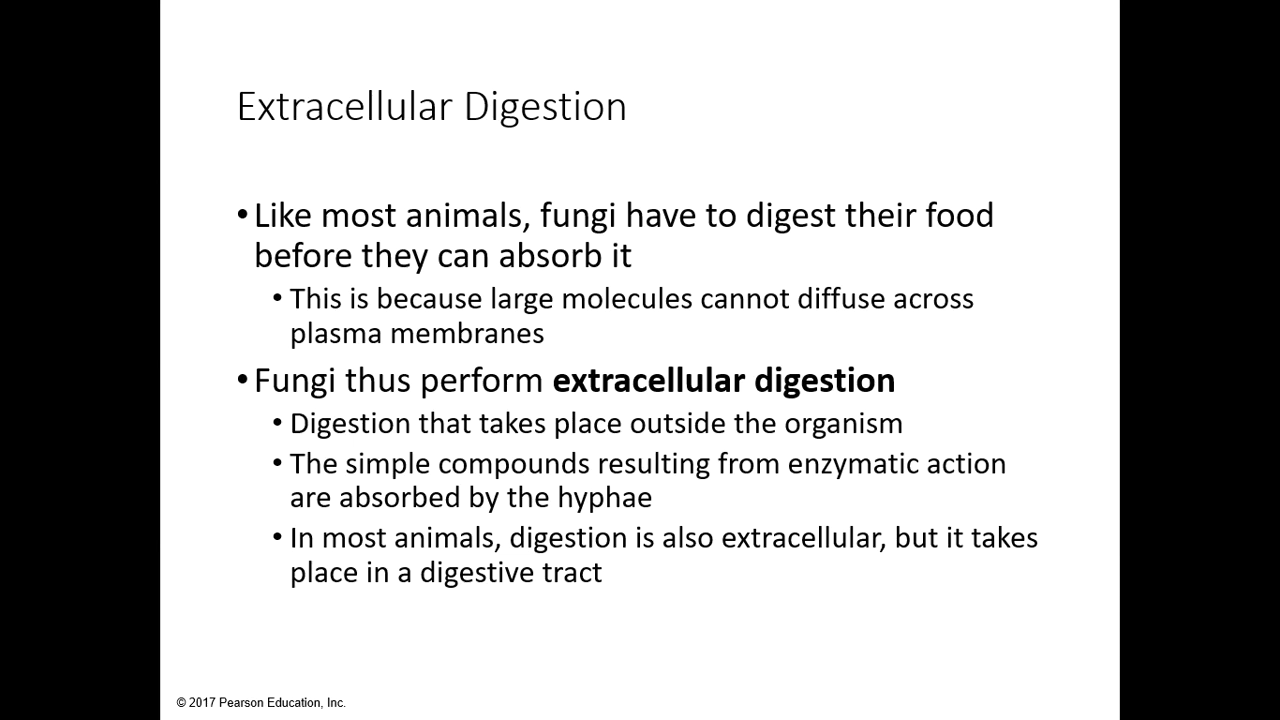 Extracellular Digestion
• Like most animals, fungi have to digest their food
before they can absorb it
• This is because large molecules cannot diffuse across
plasma membranes
• Fungi thus perform extracellular digestion
• Digestion that takes place outside the organism
• The simple compounds resulting from enzymatic action
are absorbed by the hyphae
• In most animals, digestion is also extracellular, but it takes
place in a digestive tract
© 2017 Pearson Education, Inc.